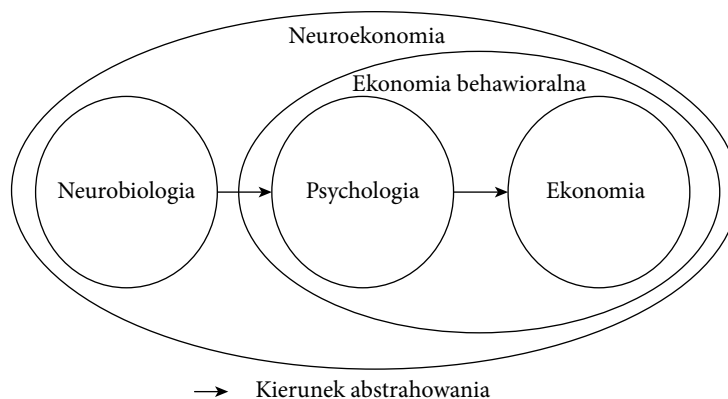 Neuroekonomia
Ekonomia behawioralna
Neurobiologia
Psychologia
Ekonomia
Kierunek abstrahowania